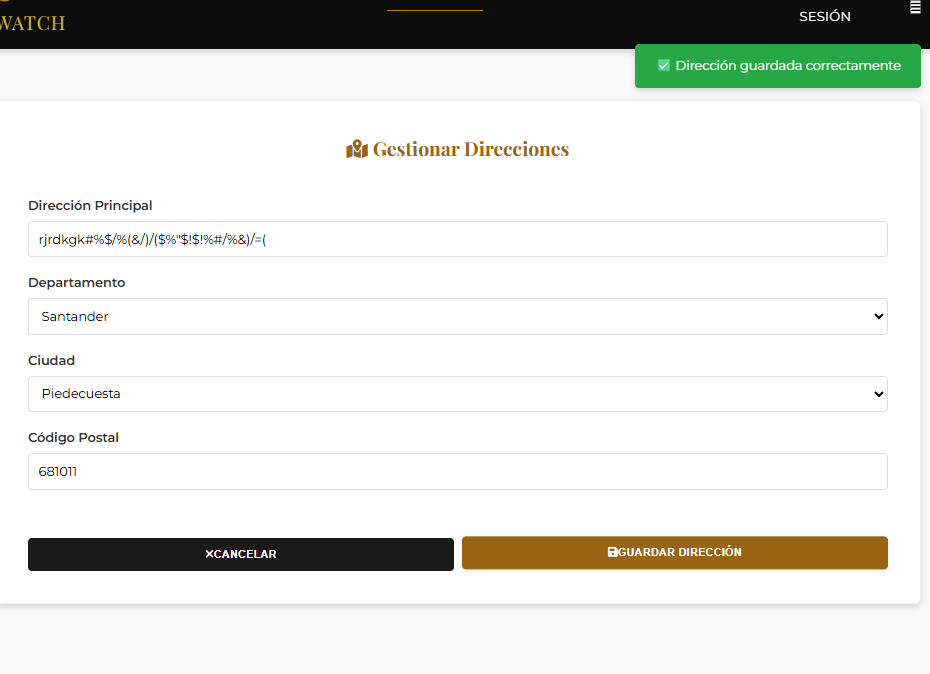 WATCH
SESIÓN
Dirección guardada correctamente
Gestionar Direcciones
Dirección Principal
rjrdkgk#%$/%(&/)/($%"$!$!%#/%&)/=(
Departamento
Santander
Ciudad
Piedecuesta
Código Postal
681011
CANCELAR
GUARDAR DIRECCIÓN